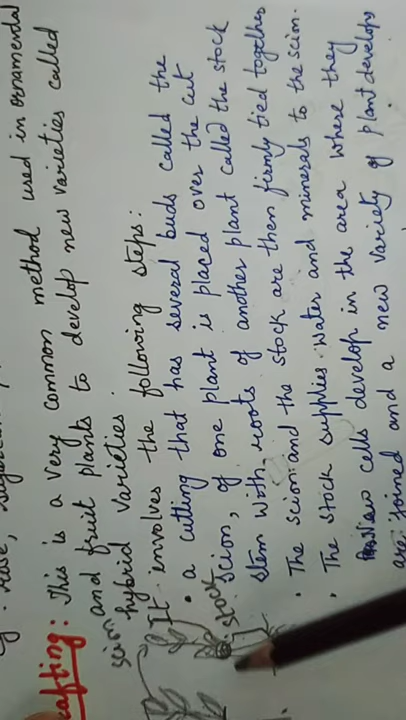 g. rose,
rafting: This is a very common method used in ornamental
and fruit plants to develop new varieties called
hybrid varieties.
It involves the following steps:
• a cutting that has several buds called the
scion, of one plant is placed over the cut
stem with roots of another plant called the stock
• The scion and the stock are then firmly tied together
• The stock supplies water and minerals to the scion.
New cells develop in the area where they
are joined and a new variety of plant develops.
scion
stock